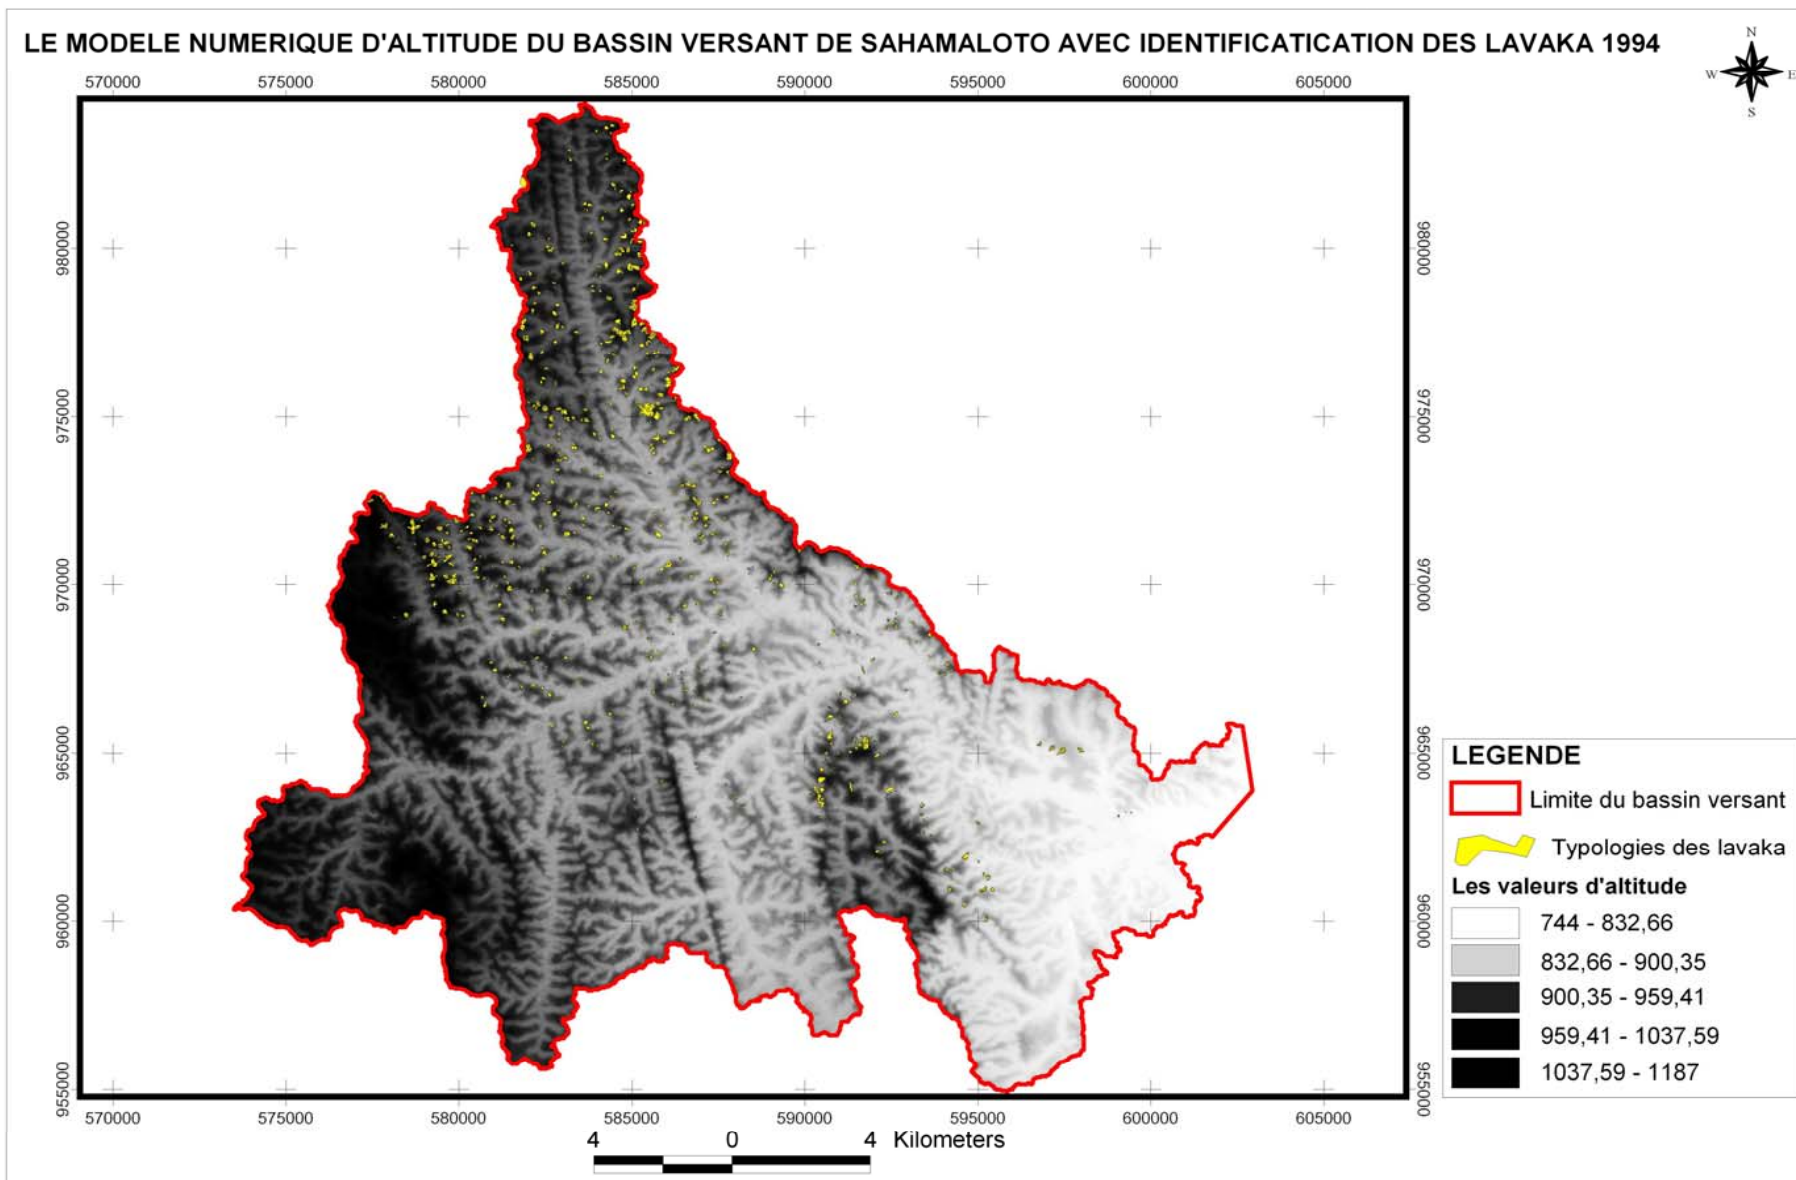 LE MODELE NUMERIQUE D'ALTITUDE DU BASSIN VERSANT DE SAHAMALOTO AVEC IDENTIFICATICATION DES LAVAKA 1994
N
W E
S
570000 575000 580000 585000 590000 595000 600000 605000
980000 980000
975000 975000
970000 970000
965000 965000
960000 960000
955000 955000
570000 575000 580000 585000 590000 595000 600000 605000
4 0 4 Kilometers
LEGENDE
Limite du bassin versant
Typologies des lavaka
Les valeurs d'altitude
744 - 832,66
832,66 - 900,35
900,35 - 959,41
959,41 - 1037,59
1037,59 - 1187